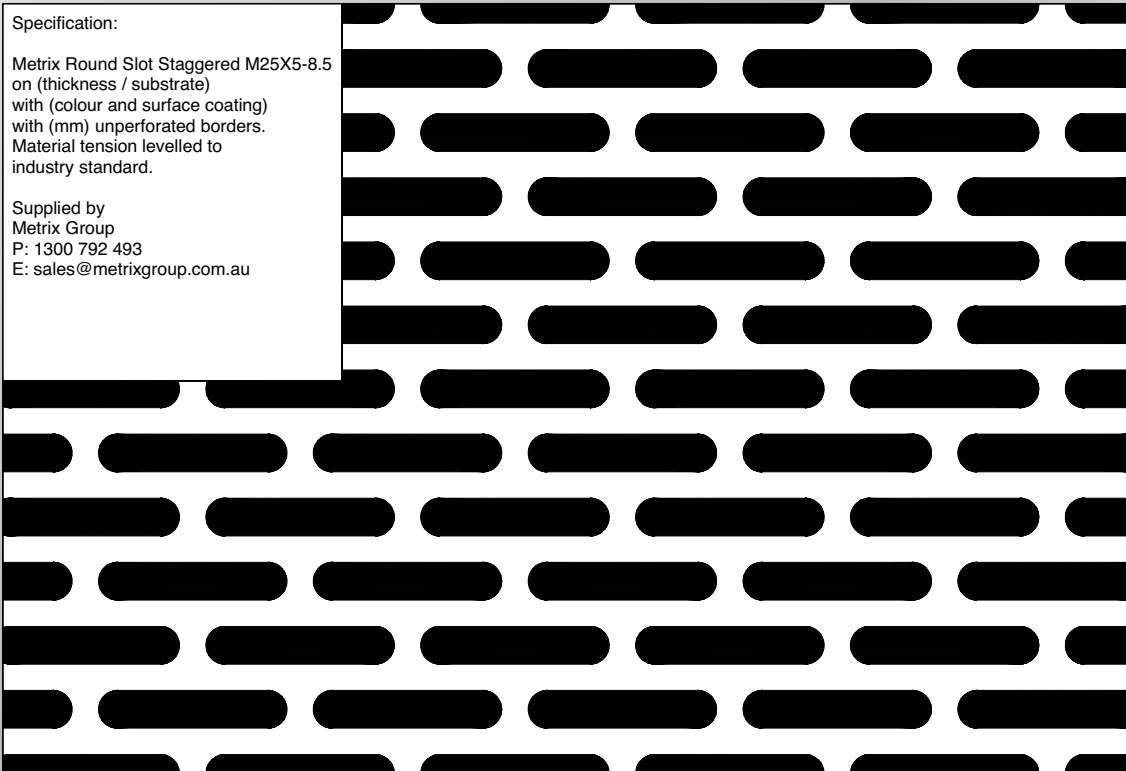 Specification:
Metrix Round Slot Staggered M25X5-8.5
on (thickness / substrate)
with (colour and surface coating)
with (mm) unperforated borders.
Material tension levelled to
industry standard.
Supplied by
Metrix Group
P: 1300 792 493
E: sales@metrixgroup.com.au